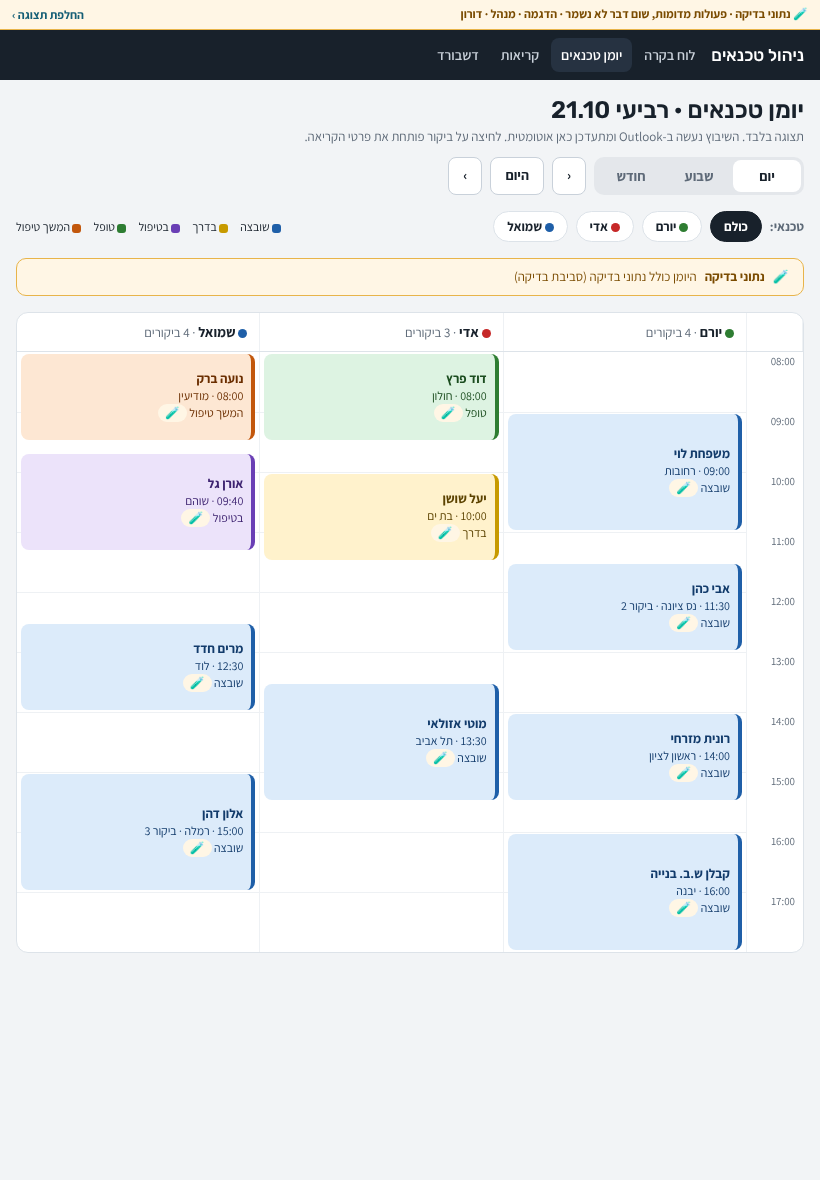 🧪 נתוני בדיקה · פעולות מדומות, שום דבר לא נשמר · הדגמה · מנהל · דורון
החלפת תצוגה ›
ניהול טכנאים
לוח בקרה
יומן טכנאים
קריאות
דשבורד
יומן טכנאים • רביעי 21.10
תצוגה בלבד. השיבוץ נעשה ב-Outlook ומתעדכן כאן אוטומטית. לחיצה על ביקור פותחת את פרטי הקריאה.
יום
שבוע
חודש
‹
היום
›
טכנאי:
כולם
יורם
אדי
שמואל
שובצה
בדרך
בטיפול
טופל
המשך טיפול
🧪 נתוני בדיקה היומן כולל נתוני בדיקה (סביבת בדיקה)
יורם · 4 ביקורים
אדי · 3 ביקורים
שמואל · 4 ביקורים
08:00
09:00
10:00
11:00
12:00
13:00
14:00
15:00
16:00
17:00
משפחת לוי
09:00 · רחובות
שובצה 🧪
אבי כהן
11:30 · נס ציונה · ביקור 2
שובצה 🧪
רונית מזרחי
14:00 · ראשון לציון
שובצה 🧪
קבלן ש.ב. בנייה
16:00 · יבנה
שובצה 🧪
דוד פרץ
08:00 · חולון
טופל 🧪
יעל שושן
10:00 · בת ים
בדרך 🧪
מוטי אזולאי
13:30 · תל אביב
שובצה 🧪
נועה ברק
08:00 · מודיעין
המשך טיפול 🧪
אורן גל
09:40 · שוהם
בטיפול 🧪
מרים חדד
12:30 · לוד
שובצה 🧪
אלון דהן
15:00 · רמלה · ביקור 3
שובצה 🧪